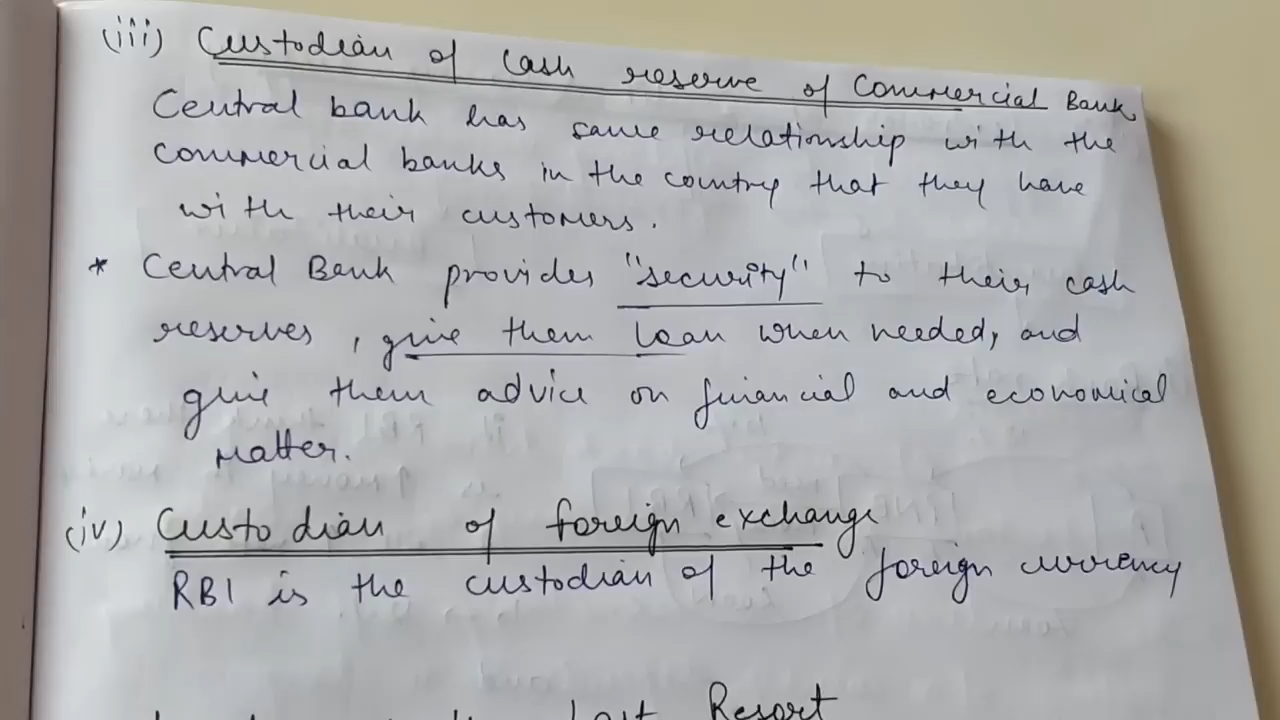 (iii) Custodian of cash reserve of Commercial Bank
Central bank has same relationship with the
commercial banks in the country that they have
with their customers.
* Central Bank provides "security" to their cash
reserves, give them loan when needed, and
give them advice on financial and economical
matter.
(iv) Custodian of foreign exchange
RBI is the custodian of the foreign currency
Last Resort